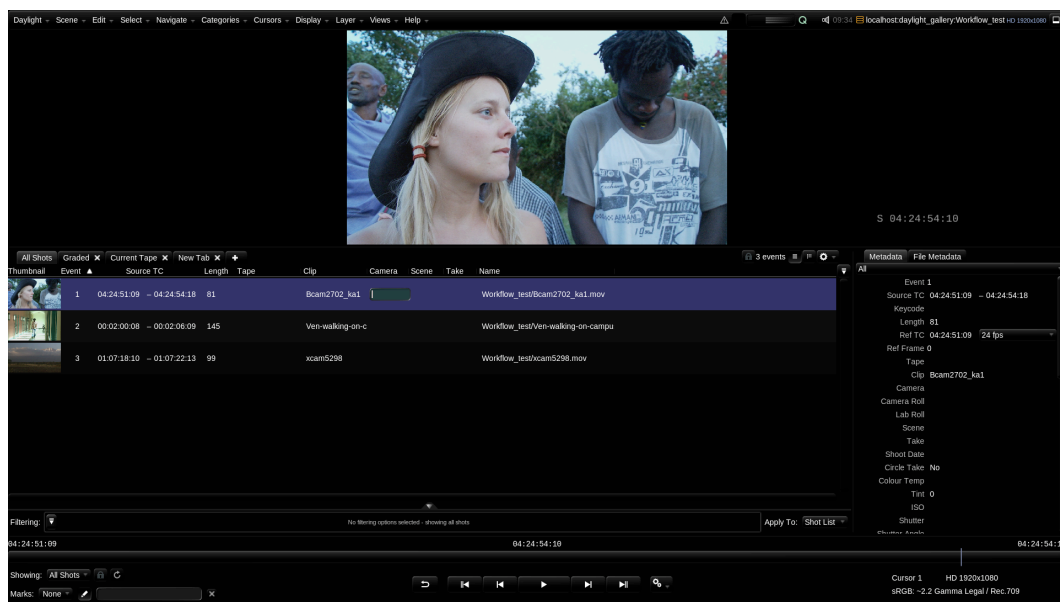 Daylight Scene Edit Select Navigate Categories Cursors Display Layer Views Help 09:34 localhost:daylight_gallery:Workflow_test HD 1920x1080
91
S 04:24:54:10
All Shots Graded Current Tape New Tab 3 events Metadata File Metadata
Thumbnail Event Source TC Length Tape Clip Camera Scene Take Name
All
Event 1
1 04:24:51:09 – 04:24:54:18 81 Bcam2702_ka1 Workflow_test/Bcam2702_ka1.mov
Source TC 04:24:51:09 – 04:24:54:18
Keycode
Length 81
2 00:02:00:08 – 00:02:06:09 145 Ven-walking-on-c Workflow_test/Ven-walking-on-campu
Ref TC 04:24:51:09 24 fps
Ref Frame 0
3 01:07:18:10 – 01:07:22:13 99 xcam5298 Workflow_test/xcam5298.mov
Tape
Clip Bcam2702_ka1
Camera
Camera Roll
Lab Roll
Scene
Take
Shoot Date
Circle Take No
Colour Temp
Tint 0
ISO
Shutter
Shutter Angle
Filtering: No filtering options selected - showing all shots Apply To: Shot List
04:24:51:09 04:24:54:10 04:24:54:1
Showing: All Shots
Cursor 1 HD 1920x1080
Marks: None
sRGB: ~2.2 Gamma Legal / Rec.709